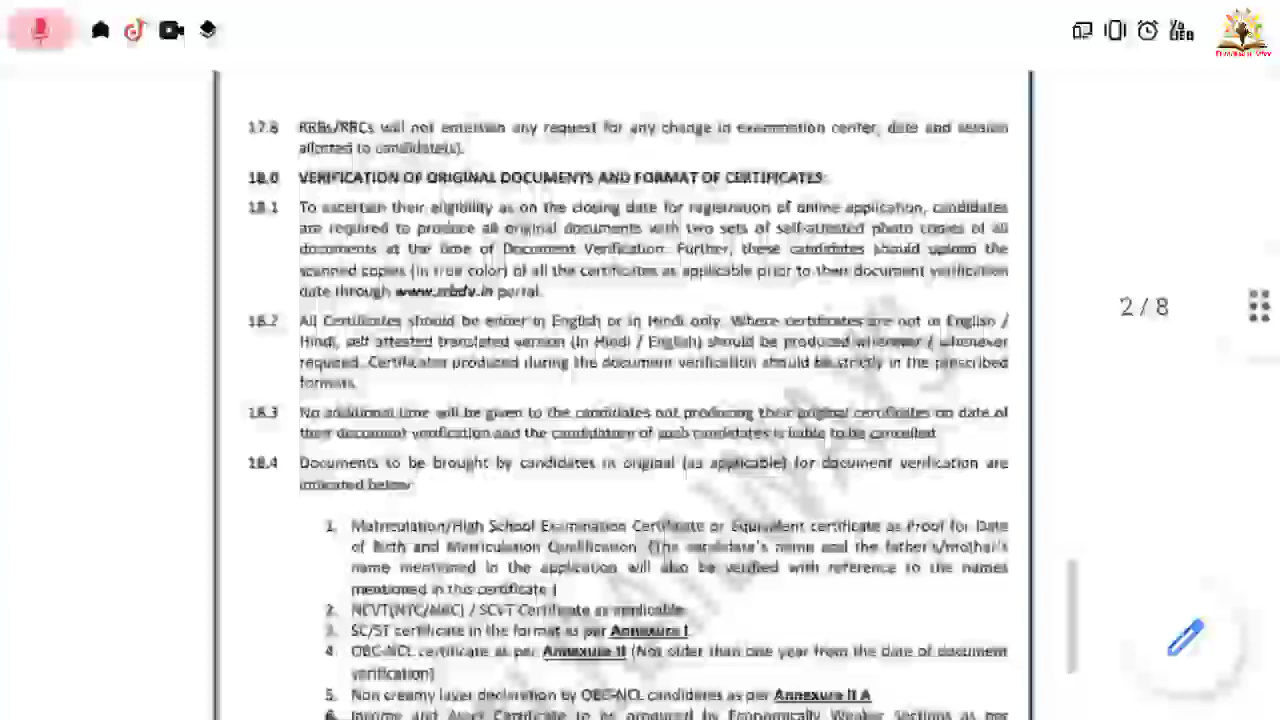 17.6 RRBs/RRCs will not entertain any request for any change in examination center, date and session
allotted to candidate(s).
18.0 VERIFICATION OF ORIGINAL DOCUMENTS AND FORMAT OF CERTIFICATES:
18.1 To ascertain their eligibility as on the closing date for registration of online application, candidates
are required to produce all original documents with two sets of self-attested photo copies of all
documents at the time of Document Verification. Further, these candidates should upload the
scanned copies (in true color) of all the certificates as applicable prior to their document verification
date through www.rrbdv.in portal.
18.2 All Certificates should be either in English or in Hindi only. Where certificates are not in English /
Hindi, self attested translated version (In Hindi / English) should be produced wherever / whenever
required. Certificates produced during the document verification should be strictly in the prescribed
formats.
18.3 No additional time will be given to the candidates not producing their original certificates on date of
their document verification and the candidature of such candidates is liable to be cancelled
18.4 Documents to be brought by candidates in original (as applicable) for document verification are
indicated below
1. Matriculation/High School Examination Certificate or Equivalent certificate as Proof for Date
of Birth and Matriculation Qualification. (The candidate's name and the father's/mother's
name mentioned in the application will also be verified with reference to the names
mentioned in this certificate.)
2. NCVT(NTC/NAC) / SCVT Certificate as applicable
3. SC/ST certificate in the format as per Annexure I
4. OBC-NCL certificate as per Annexure II (Not older than one year from the date of document
verification)
5. Non creamy layer declaration by OBC-NCL candidates as per Annexure II A
6. Income and Asset Certificate to be produced by Economically Weaker Sections as per
2 / 8